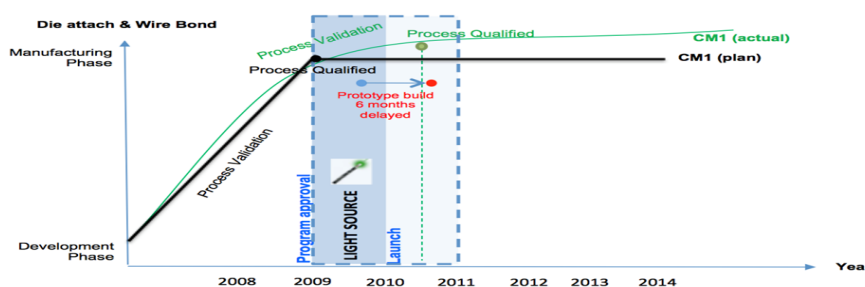 Die attach & Wire Bond
Manufacturing
Phase
Process Validation
Process Qualified
CM1 (actual)
Process Qualified
CM1 (plan)
Prototype build
6 months
delayed
Process Validation
Program approval
LIGHT SOURCE
Launch
Development
Phase
Yea
2008
2009
2010
2011
2012
2013
2014